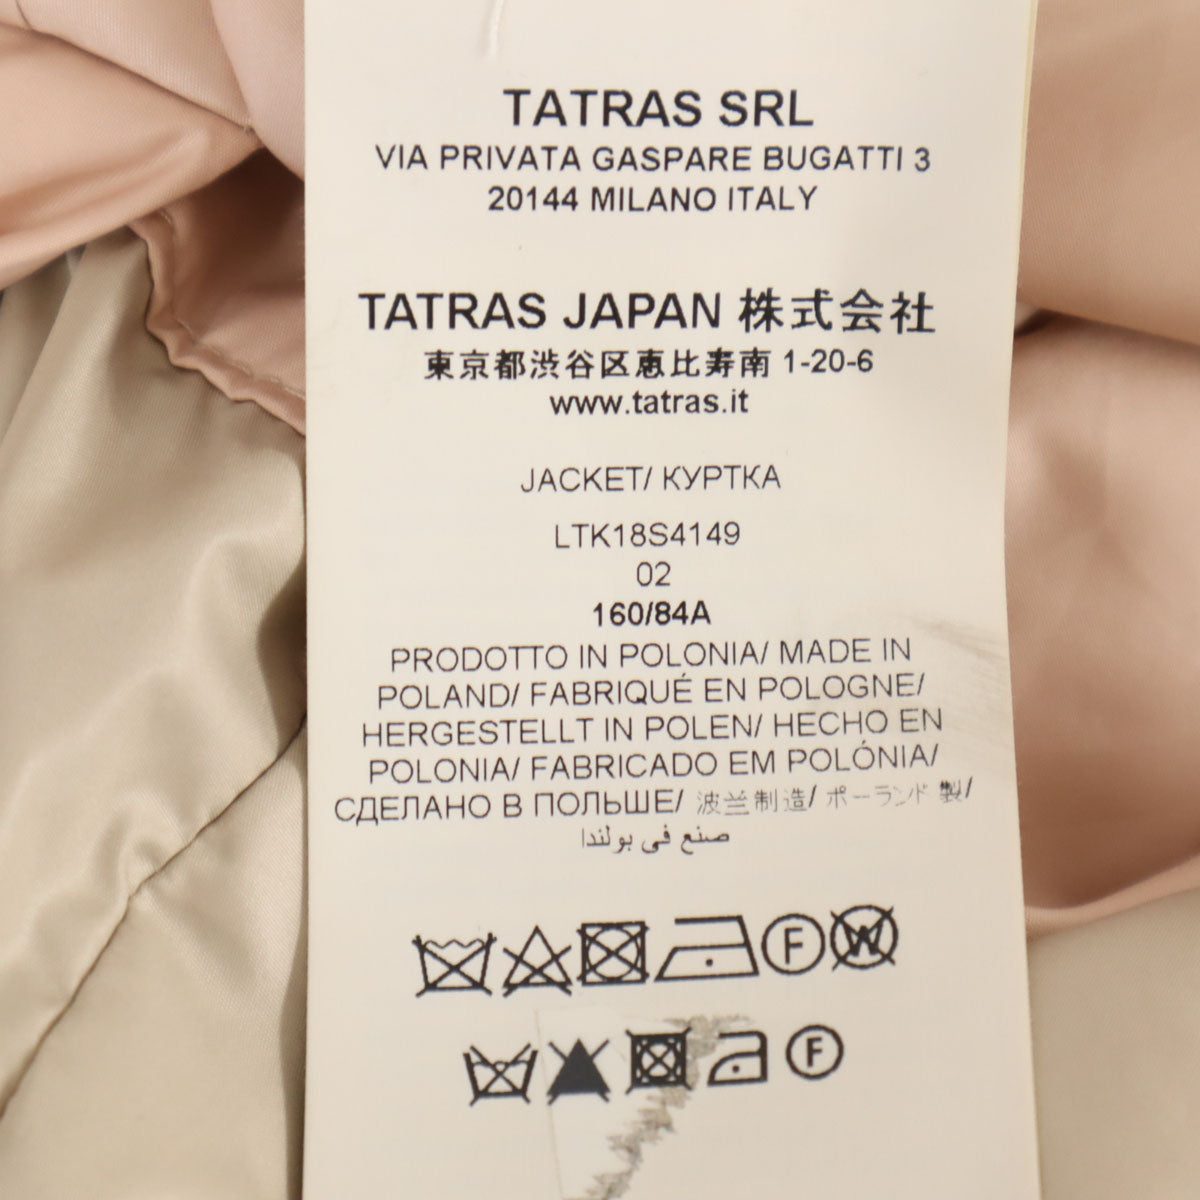 TATRAS SRL
VIA PRIVATA GASPARE BUGATTI 3
20144 MILANO ITALY
TATRAS JAPAN 株式会社
東京都渋谷区恵比寿南 1-20-6
www.tatras.it
JACKET/ КУРТКА
LTK18S4149
02
160/84A
PRODOTTO IN POLONIA/ MADE IN
POLAND/ FABRIQUÉ EN POLOGNE/
HERGESTELLT IN POLEN/ HECHO EN
POLONIA/ FABRICADO EM POLÓNIA/
СДЕЛАНО В ПОЛЬШЕ/ 波兰制造/ ポーランド 製/
صنع في بولندا
F W
F